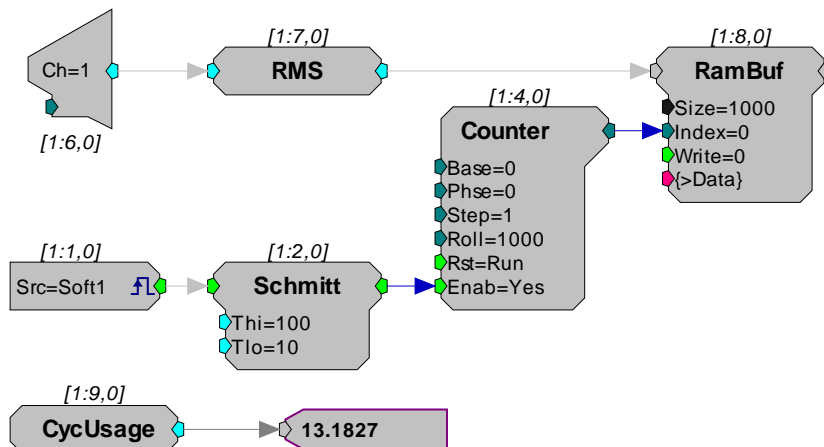 [1:7,0]
[1:8,0]
Ch=1
RMS
RamBuf
[1:6,0]
[1:4,0]
Size=1000
Counter
Index=0
Write=0
Base=0
{>Data}
Phse=0
Step=1
[1:1,0]
[1:2,0]
Roll=1000
Rst=Run
Src=Soft1
Schmitt
Enab=Yes
Thi=100
Tlo=10
[1:9,0]
CycUsage
13.1827